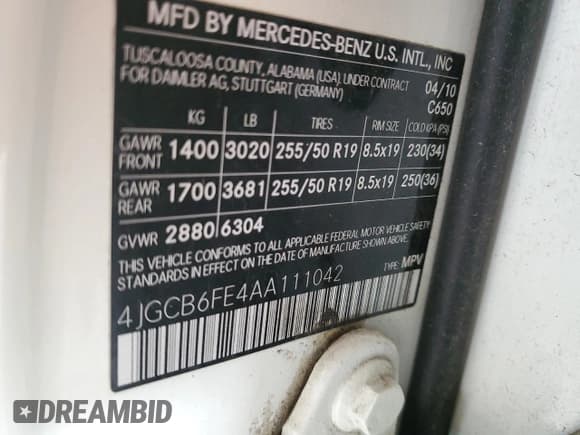 MFD BY MERCEDES-BENZ U.S. INTL., INC
TUSCALOOSA COUNTY, ALABAMA (USA), UNDER CONTRACT 04/10
FOR DAIMLER AG, STUTTGART (GERMANY) C650
KG LB TIRES RIM SIZE COLD KPA (PSI)
GAWR FRONT 1400 3020 255/50 R19 8.5x19 230(34)
GAWR REAR 1700 3681 255/50 R19 8.5x19 250(36)
GVWR 2880 6304
THIS VEHICLE CONFORMS TO ALL APPLICABLE FEDERAL MOTOR VEHICLE SAFETY
STANDARDS IN EFFECT ON THE DATE OF MANUFACTURE SHOWN ABOVE
4JGCB6FE4AA111042 TYPE: MPV
DREAMBID